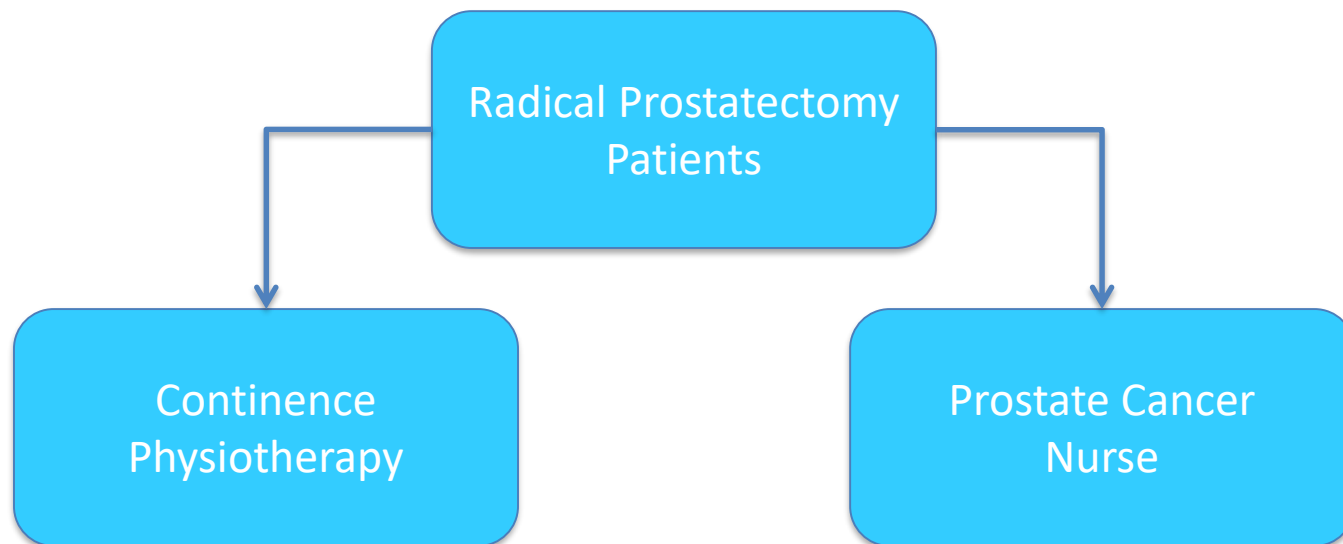 Radical Prostatectomy
Patients
Continence
Physiotherapy
Prostate Cancer
Nurse